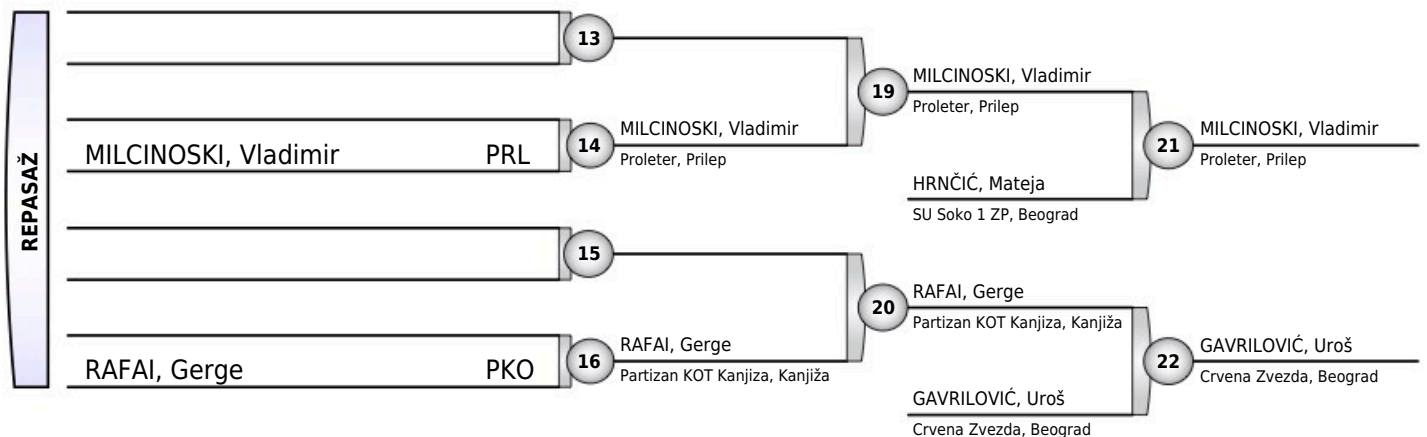 REPASAŽ
13
MILCINOSKI, Vladimir PRL
14
MILCINOSKI, Vladimir
Proleter, Prilep
19
MILCINOSKI, Vladimir
Proleter, Prilep
HRNČIĆ, Mateja
SU Soko 1 ZP, Beograd
21
MILCINOSKI, Vladimir
Proleter, Prilep
15
RAFAI, Gerge PKO
16
RAFAI, Gerge
Partizan KOT Kanjiza, Kanjiža
20
RAFAI, Gerge
Partizan KOT Kanjiza, Kanjiža
GAVRILOVIĆ, Uroš
Crvena Zvezda, Beograd
22
GAVRILOVIĆ, Uroš
Crvena Zvezda, Beograd